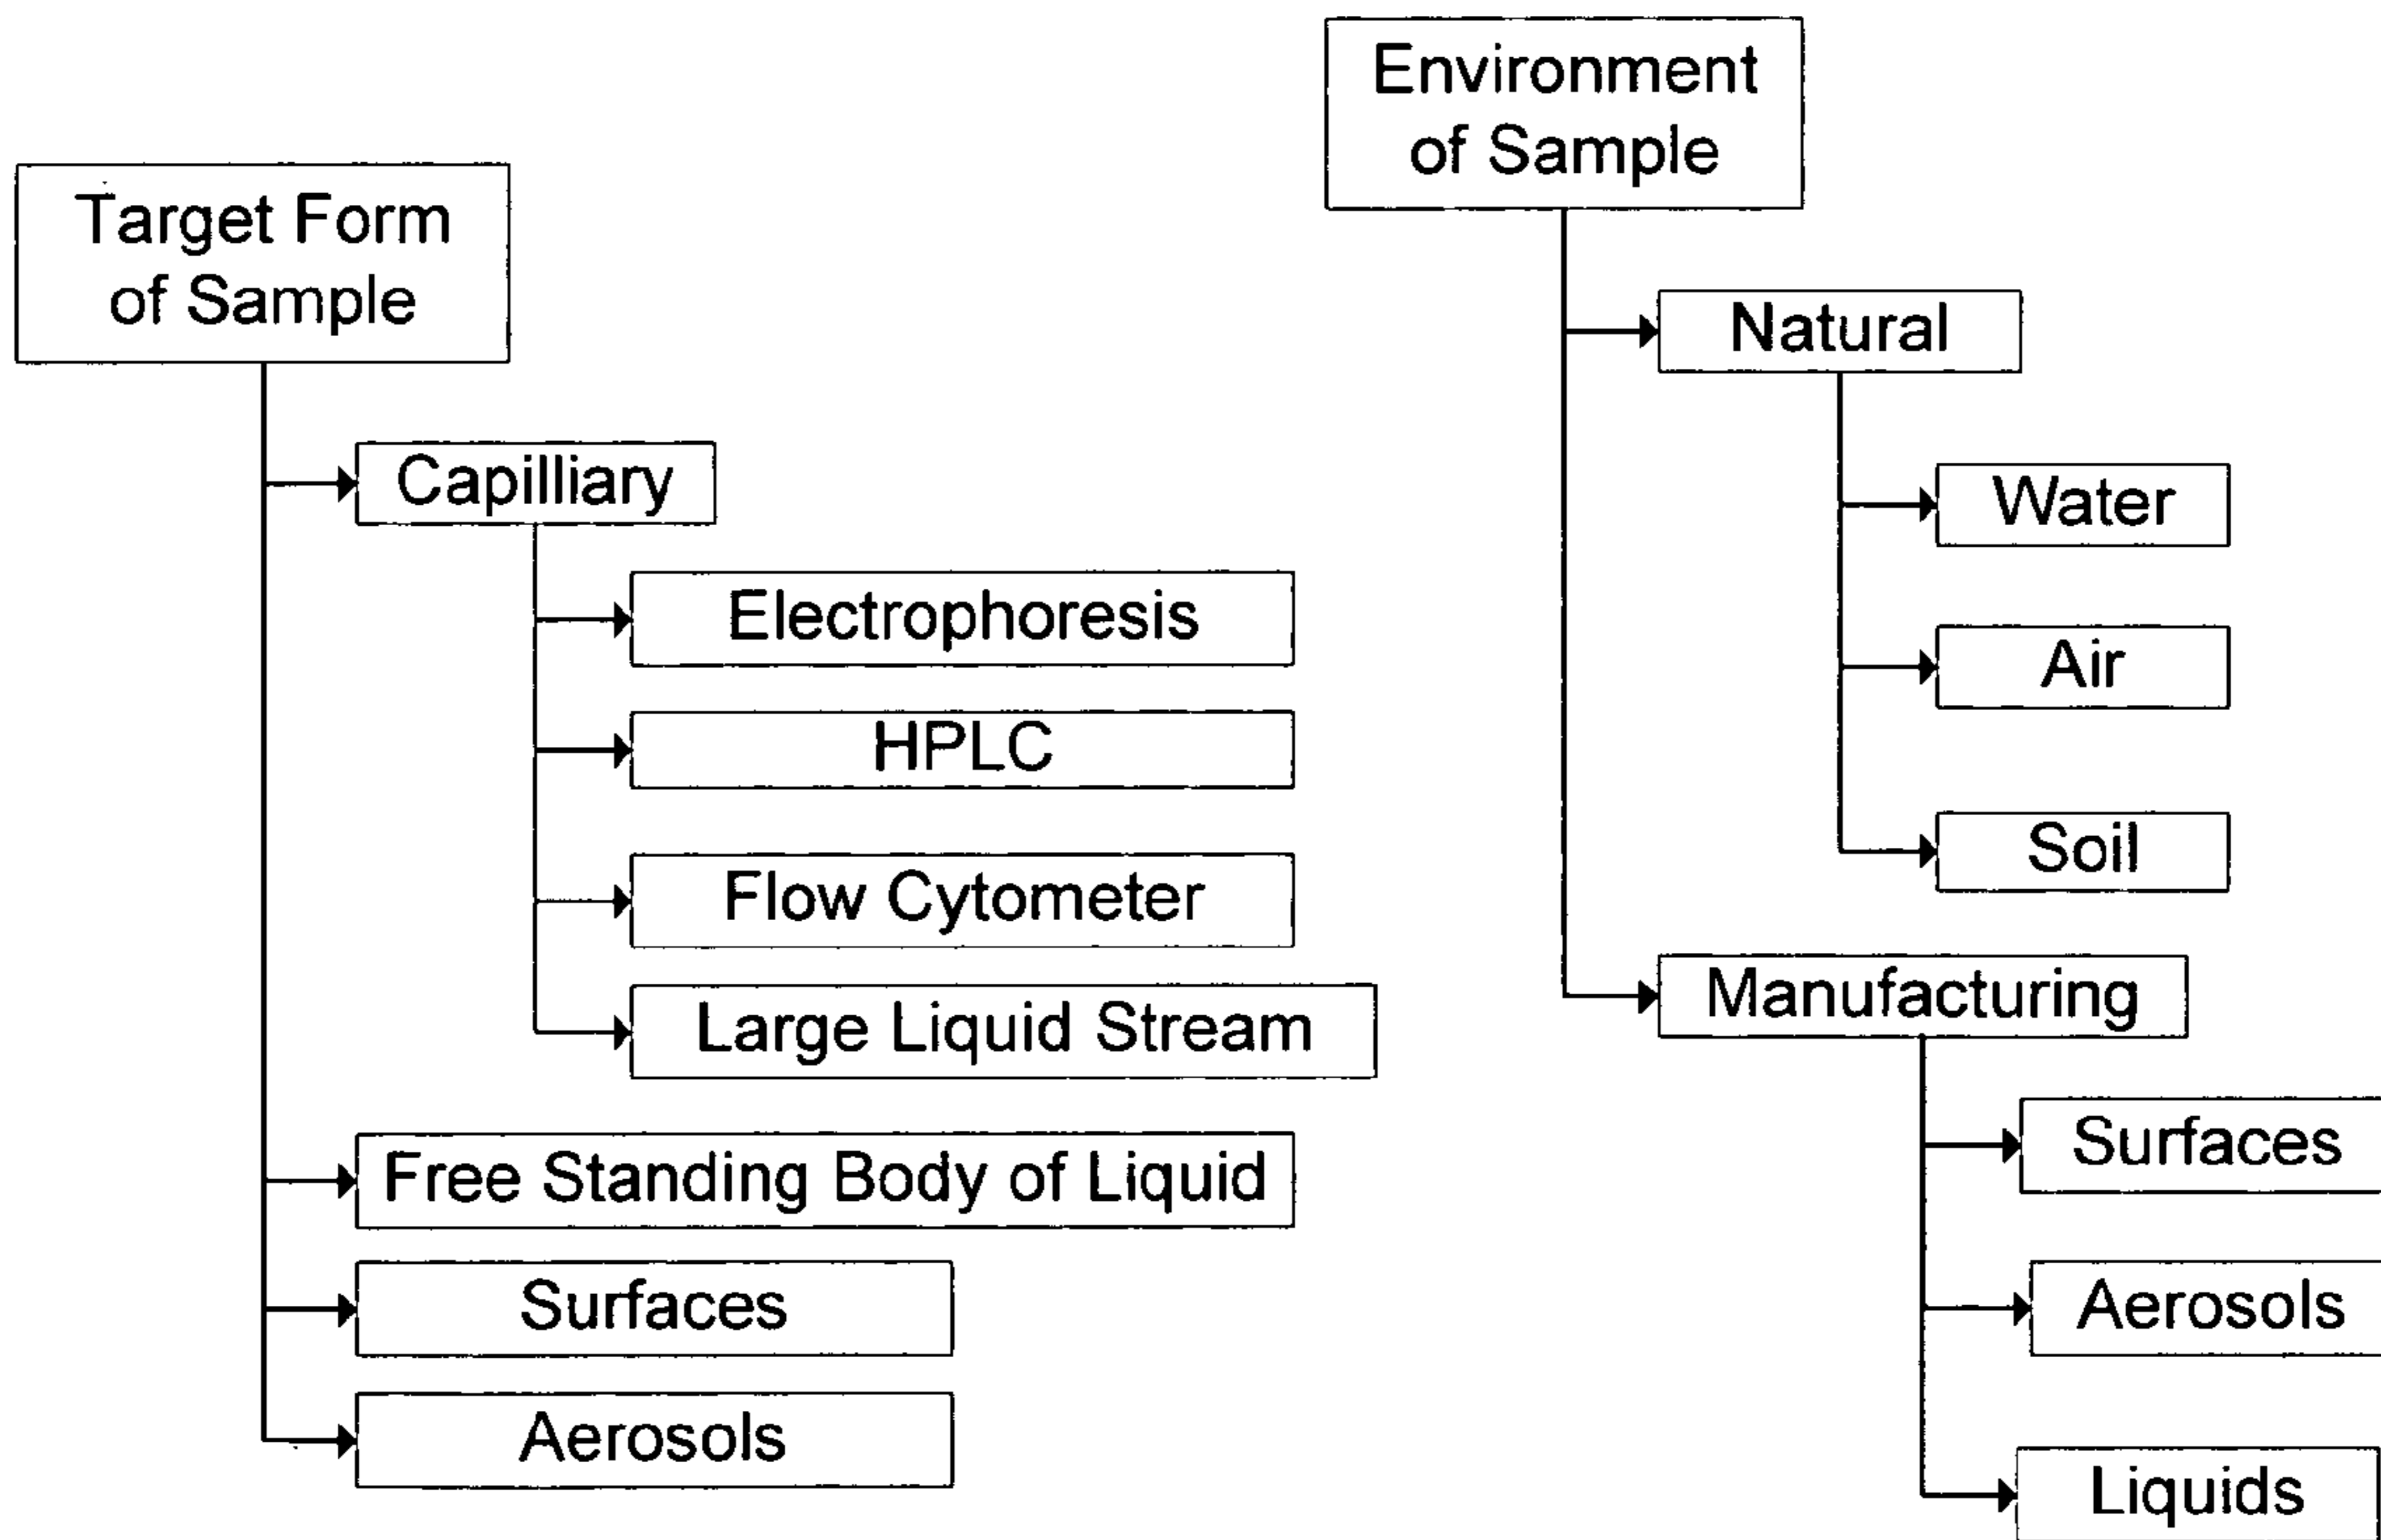 Target Form
of Sample
Capilliary
Electrophoresis
HPLC
Flow Cytometer
Large Liquid Stream
Free Standing Body of Liquid
Surfaces
Aerosols
Environment
of Sample
Natural
Water
Air
Soil
Manufacturing
Surfaces
Aerosols
Liquids